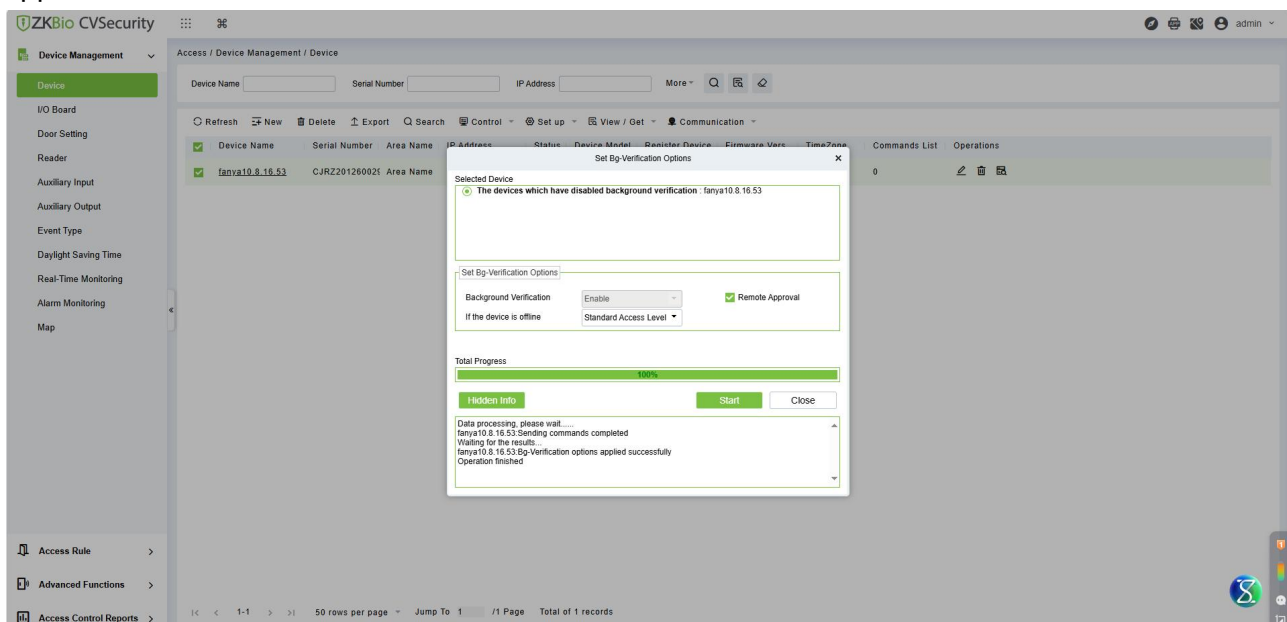 ZKBio CVSecurity
admin
Device Management
Access / Device Management / Device
Device
Device Name Serial Number IP Address More
I/O Board
Refresh New Delete Export Search Control Set up View / Get Communication
Door Setting
Device Name Serial Number Area Name IP Address Status Device Model Register Device Firmware Vers TimeZone Commands List Operations
Reader
fanya10.8.16.53 CJRZ20126002 Area Name 0
Auxiliary Input
Auxiliary Output
Event Type
Daylight Saving Time
Real-Time Monitoring
Alarm Monitoring
Map
Set Bg-Verification Options
Selected Device
The devices which have disabled background verification : fanya10.8.16.53
Set Bg-Verification Options
Background Verification Enable Remote Approval
If the device is offline Standard Access Level
Total Progress
100%
Hidden Info Start Close
Data processing, please wait......
fanya10.8.16.53:Sending commands completed
Waiting for the results...
fanya10.8.16.53:Bg-Verification options applied successfully
Operation finished
Access Rule
Advanced Functions
Access Control Reports
1-1 50 rows per page Jump To 1 /1 Page Total of 1 records